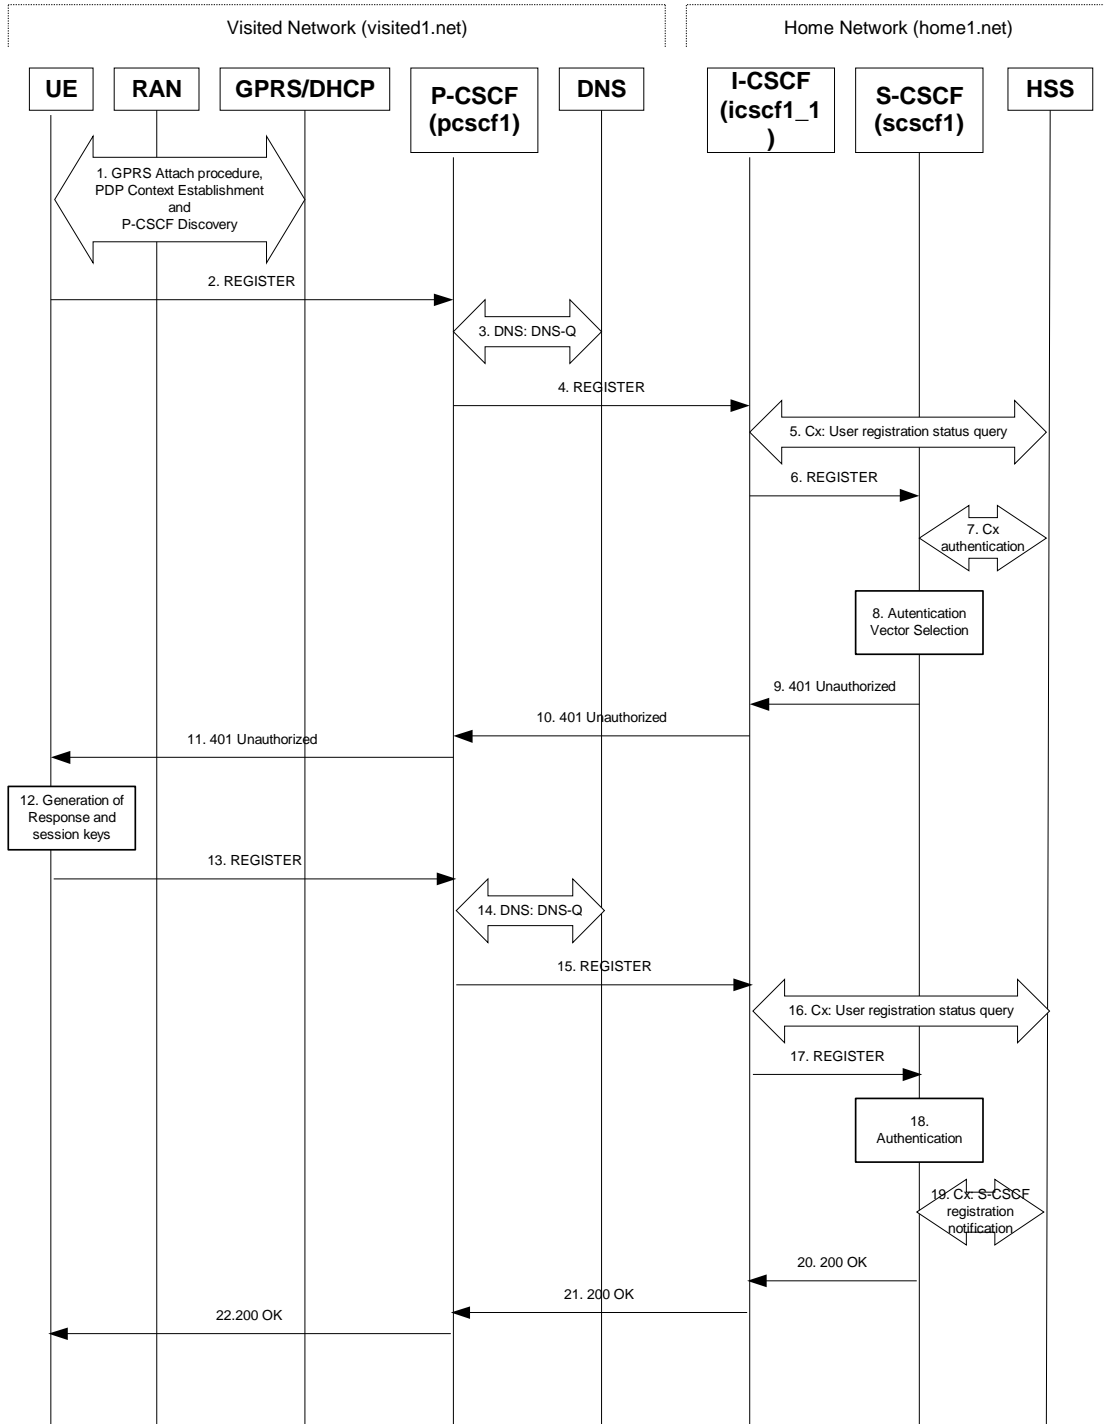 Visited Network (visited1.net)
Home Network (home1.net)
UE
RAN
GPRS/DHCP
P-CSCF
(pcscf1)
DNS
I-CSCF
(icscf1_1
)
S-CSCF
(scscf1)
HSS
1. GPRS Attach procedure,
PDP Context Establishment
and
P-CSCF Discovery
2. REGISTER
3. DNS: DNS-Q
4. REGISTER
5. Cx: User registration status query
6. REGISTER
7. Cx
authentication
8. Autentication
Vector Selection
9. 401 Unauthorized
10. 401 Unauthorized
11. 401 Unauthorized
12. Generation of
Response and
session keys
13. REGISTER
14. DNS: DNS-Q
15. REGISTER
16. Cx: User registration status query
17. REGISTER
18.
Authentication
19. Cx: S-CSCF
registration
notification
20. 200 OK
21. 200 OK
22.200 OK